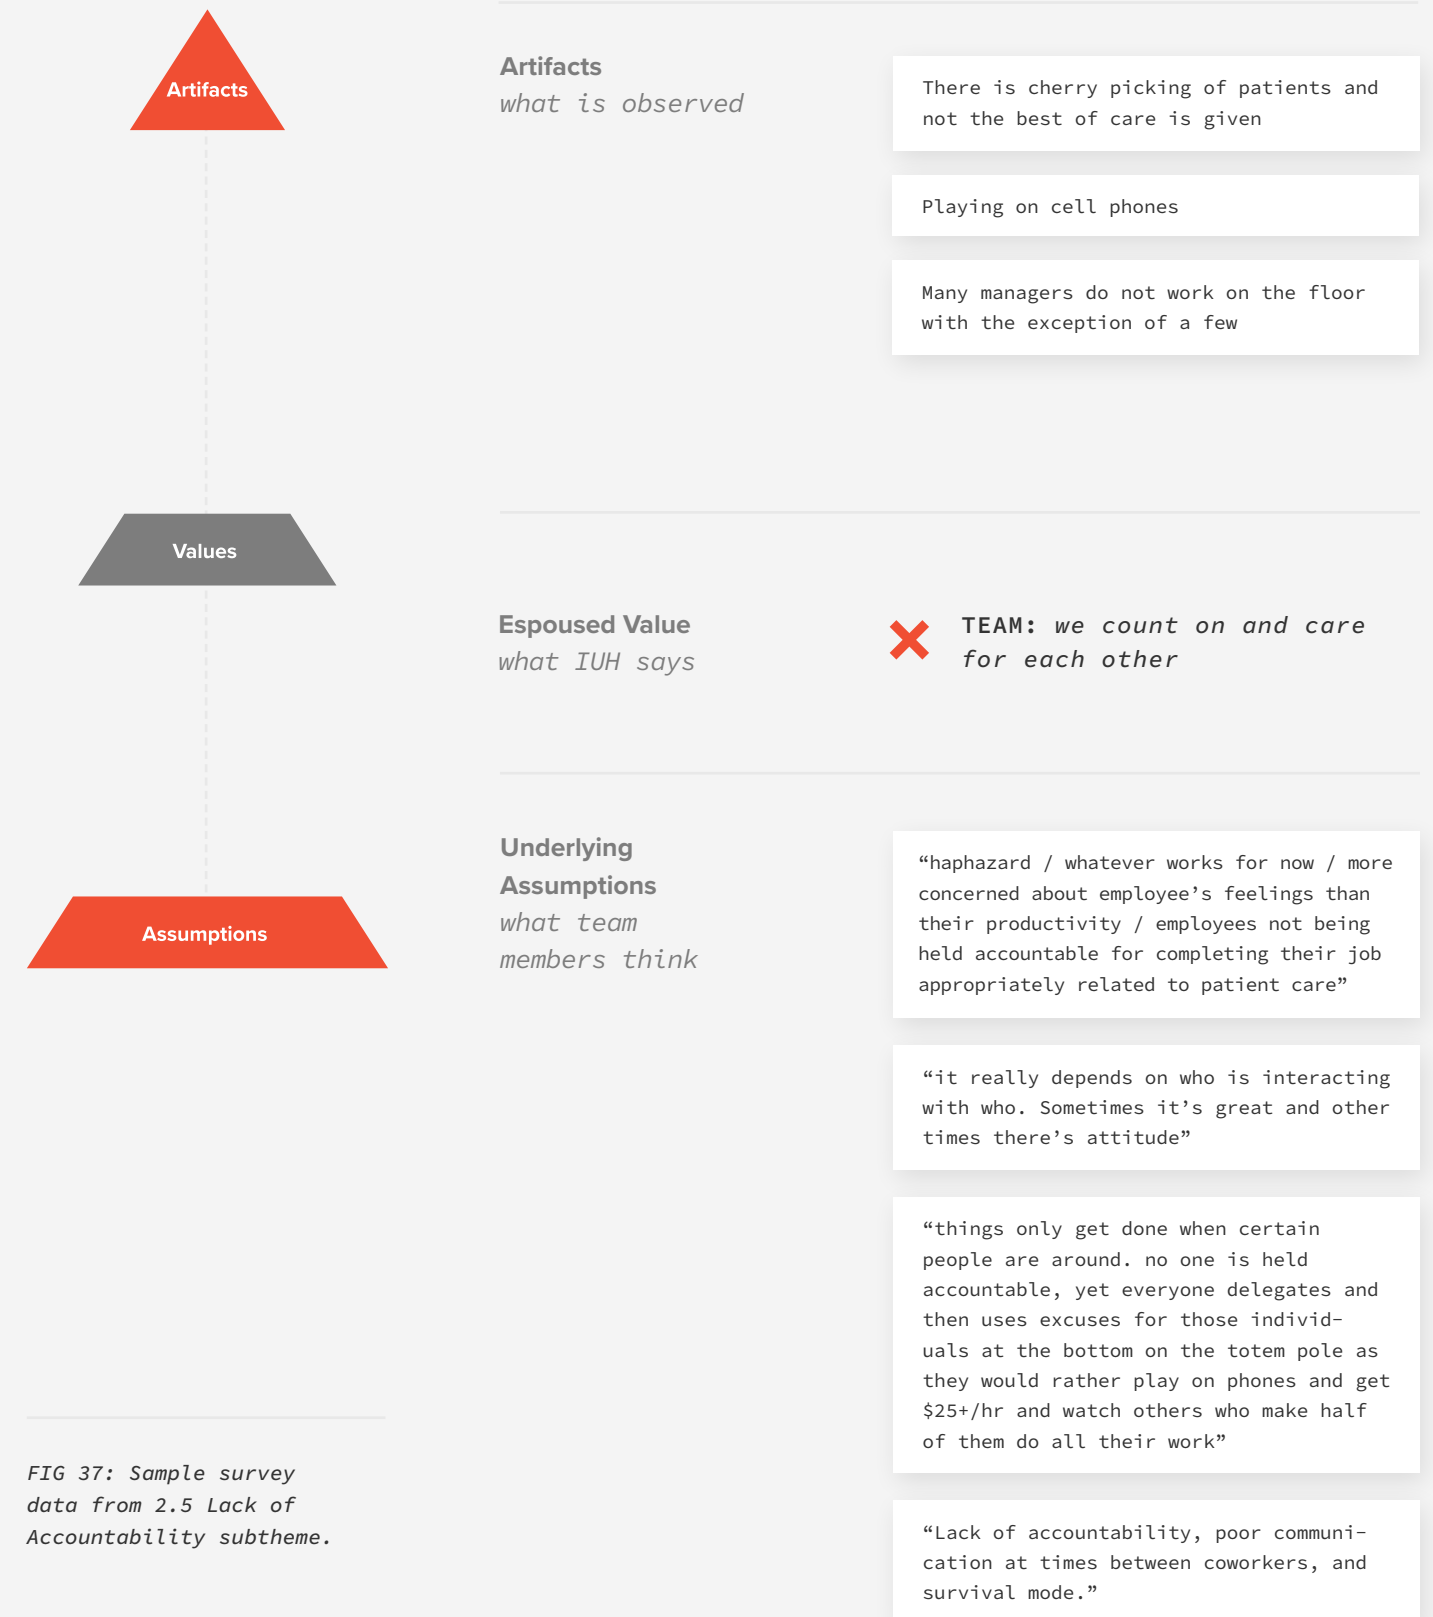 Artifacts
Artifacts
what is observed
There is cherry picking of patients and
not the best of care is given
Playing on cell phones
Many managers do not work on the floor
with the exception of a few
Values
Espoused Value
what IUH says
TEAM: we count on and care
for each other
Assumptions
Underlying
Assumptions
what team
members think
“haphazard / whatever works for now / more
concerned about employee’s feelings than
their productivity / employees not being
held accountable for completing their job
appropriately related to patient care”
“it really depends on who is interacting
with who. Sometimes it’s great and other
times there’s attitude”
“things only get done when certain
people are around. no one is held
accountable, yet everyone delegates and
then uses excuses for those individ-
uals at the bottom on the totem pole as
they would rather play on phones and get
$25+/hr and watch others who make half
of them do all their work”
“Lack of accountability, poor communi-
cation at times between coworkers, and
survival mode.”
FIG 37: Sample survey
data from 2.5 Lack of
Accountability subtheme.